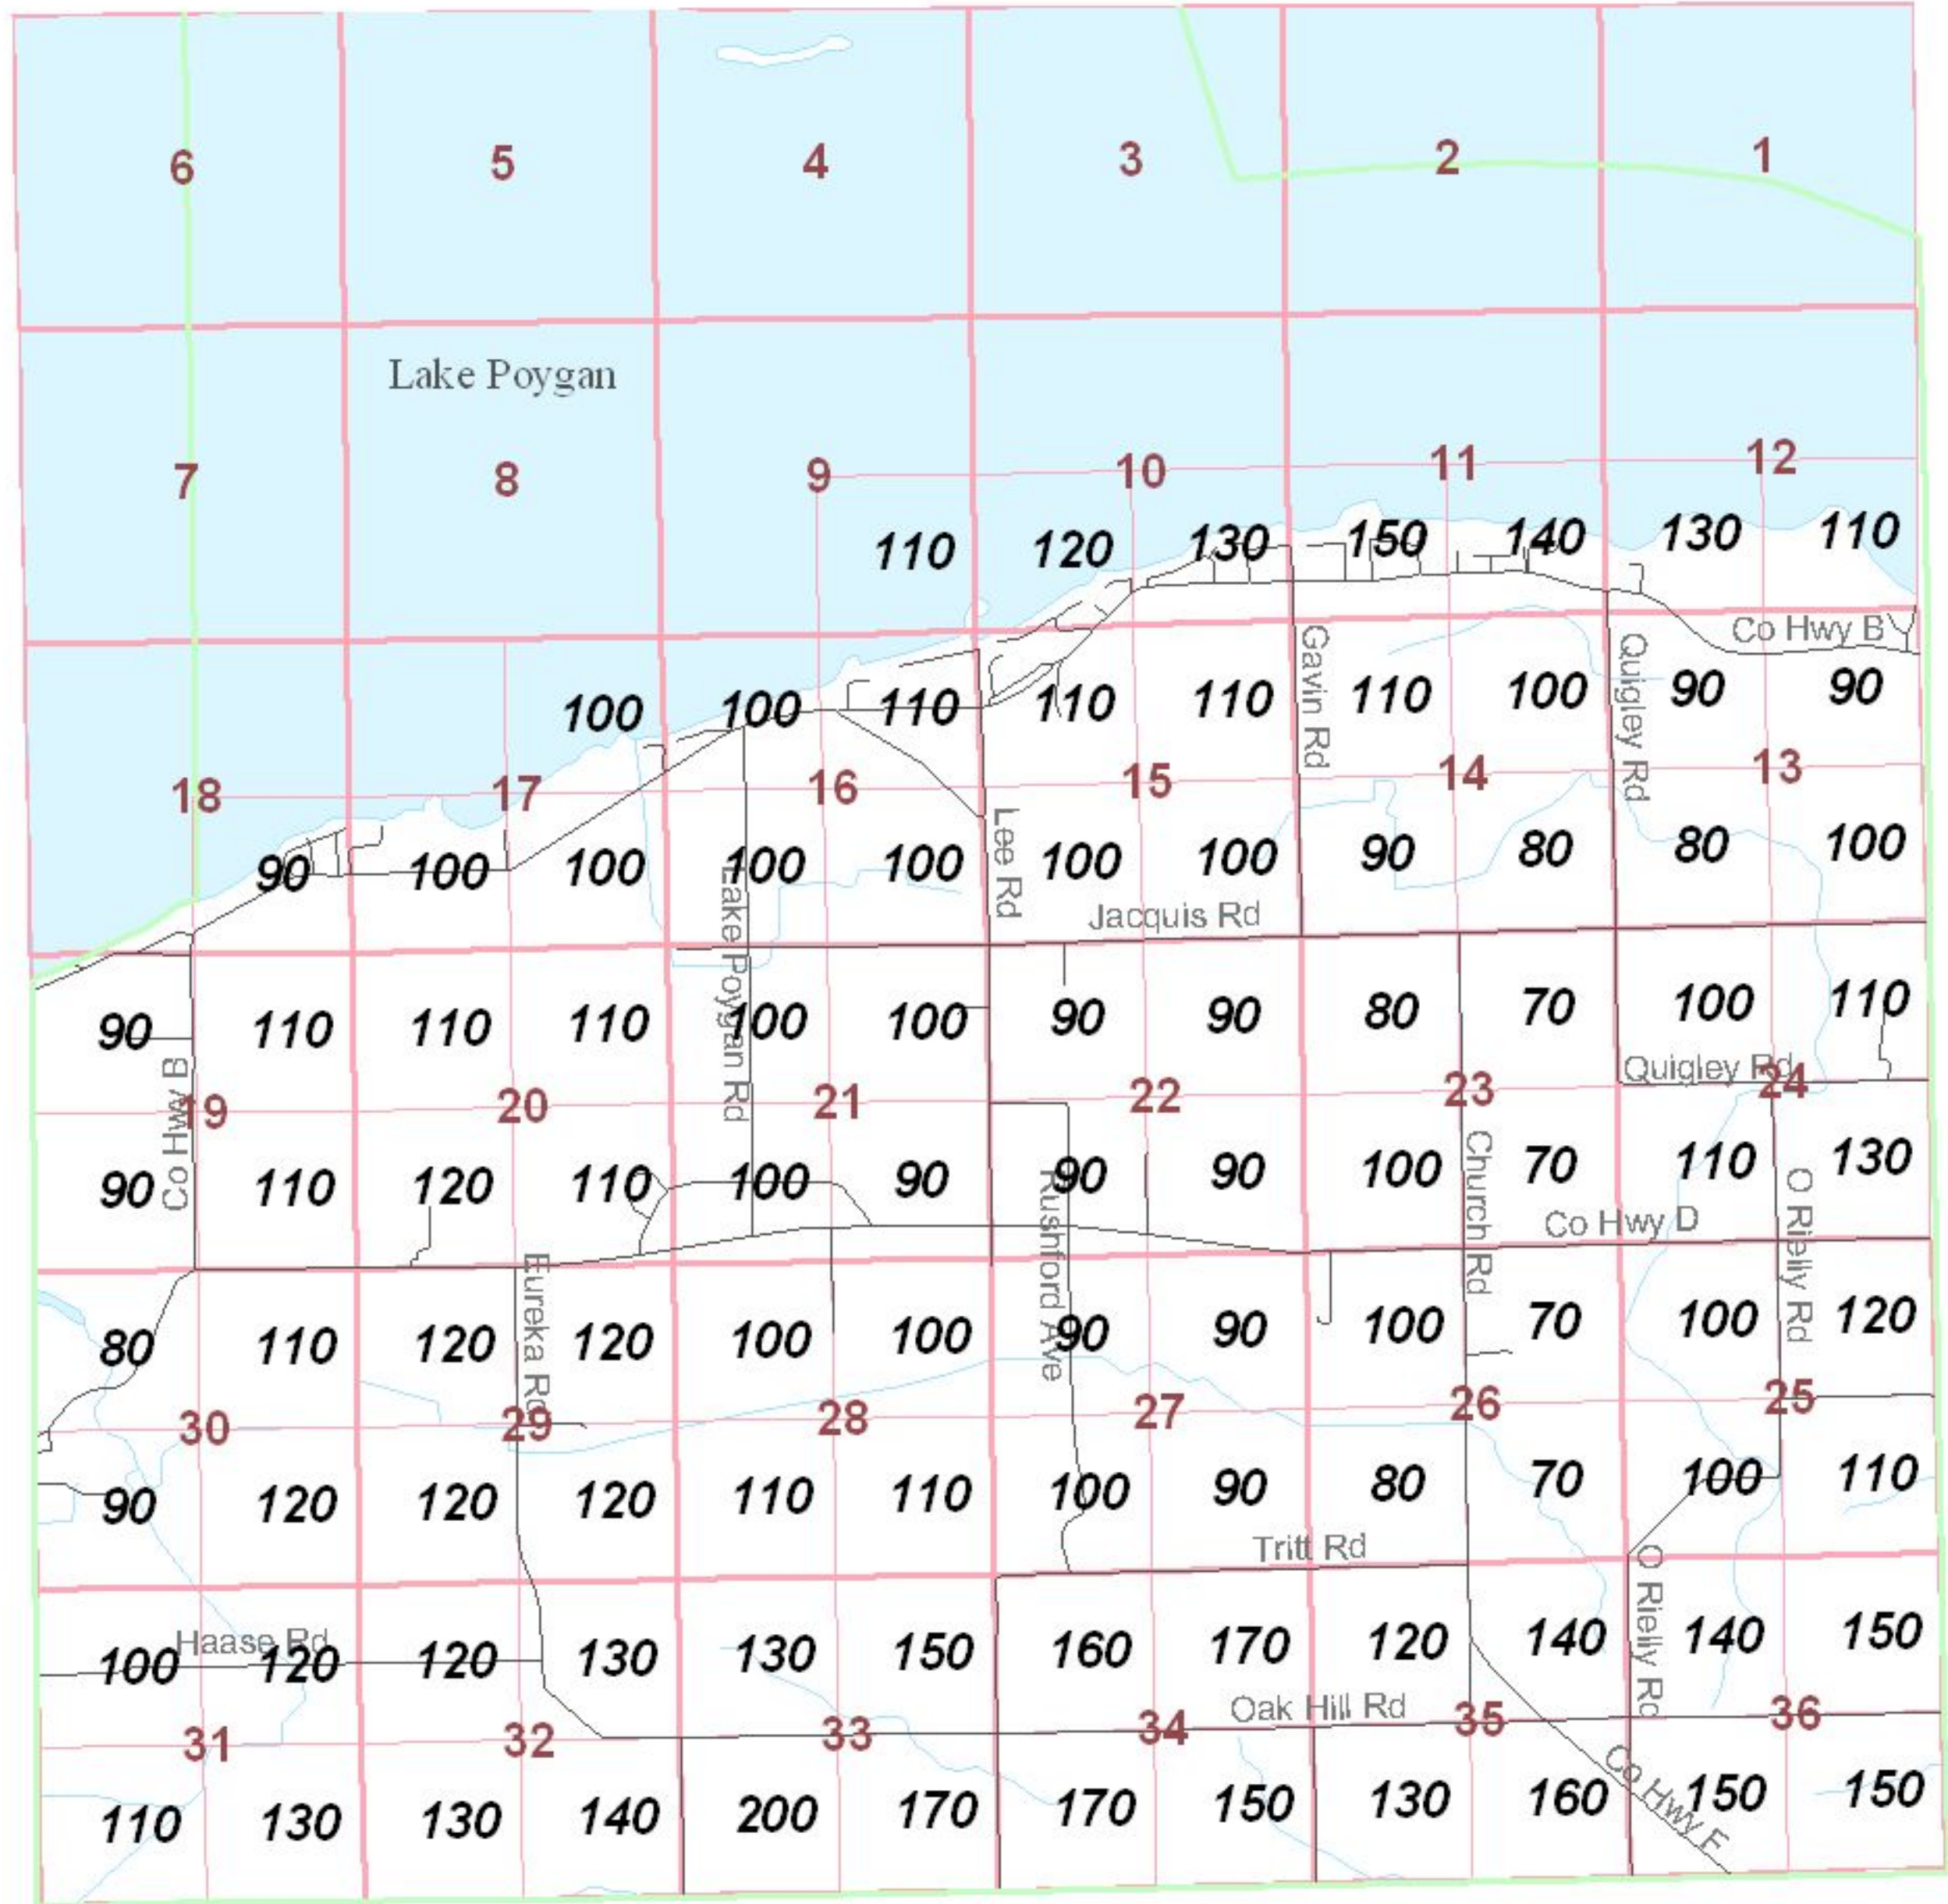 6 5 4 3 2 1
Lake Poygan
7 8 9 10 11 12
110 120 130 150 140 130 110
Co Hwy B
Gavin Rd
Quigley Rd
100 100 110 110 110 110 100 90 90
18 17 16 15 14 13
Lee Rd
90 100 100 100 100 100 100 90 80 80 100
Lake Poygan Rd
Jacquis Rd
90 110 110 110 100 100 90 90 80 70 100 110
Co Hwy B
Quigley Rd
19 20 21 22 23 24
90 110 120 110 100 90 90 90 100 70 110 130
Rushford Ave
Church Rd
Co Hwy D
O Rielly Rd
Eureka Rd
80 110 120 120 100 100 90 90 100 70 100 120
30 29 28 27 26 25
90 120 120 120 110 110 100 90 80 70 100 110
Tritt Rd
O Rielly Rd
Haase Rd
100 120 120 130 130 150 160 170 120 140 140 150
Oak Hill Rd
31 32 33 34 35 36
Co Hwy F
110 130 130 140 200 170 170 150 130 160 150 150